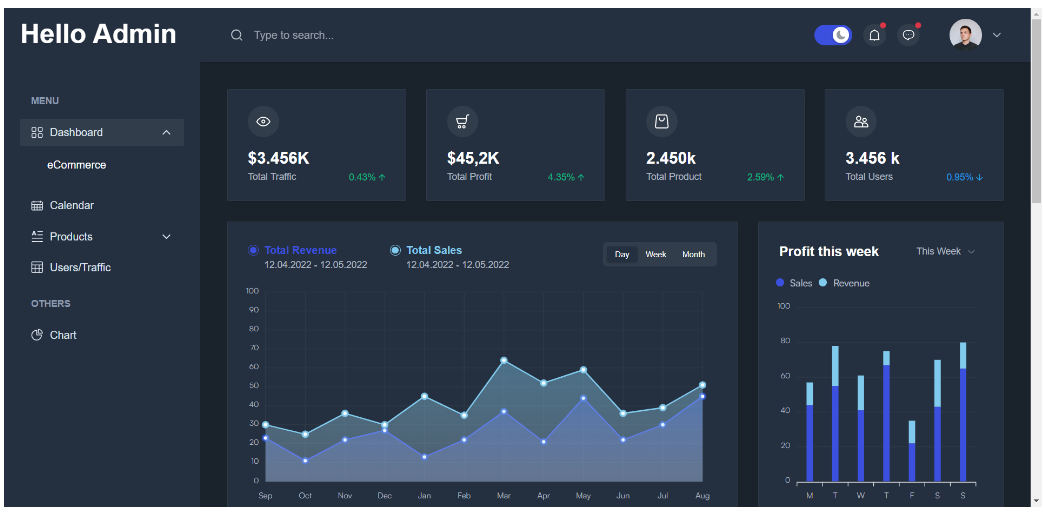 Hello Admin
Type to search...
MENU
Dashboard
eCommerce
Calendar
Products
Users/Traffic
OTHERS
Chart
$3.456K
Total Traffic 0.43%
$45,2K
Total Profit 4.35%
2.450k
Total Product 2.59%
3.456 k
Total Users 0.95%
Total Revenue
12.04.2022 - 12.05.2022
Total Sales
12.04.2022 - 12.05.2022
Day Week Month
100
90
80
70
60
50
40
30
20
10
0
Sep Oct Nov Dec Jan Feb Mar Apr May Jun Jul Aug
Profit this week
This Week
Sales Revenue
100
80
60
40
20
0
M T W T F S S